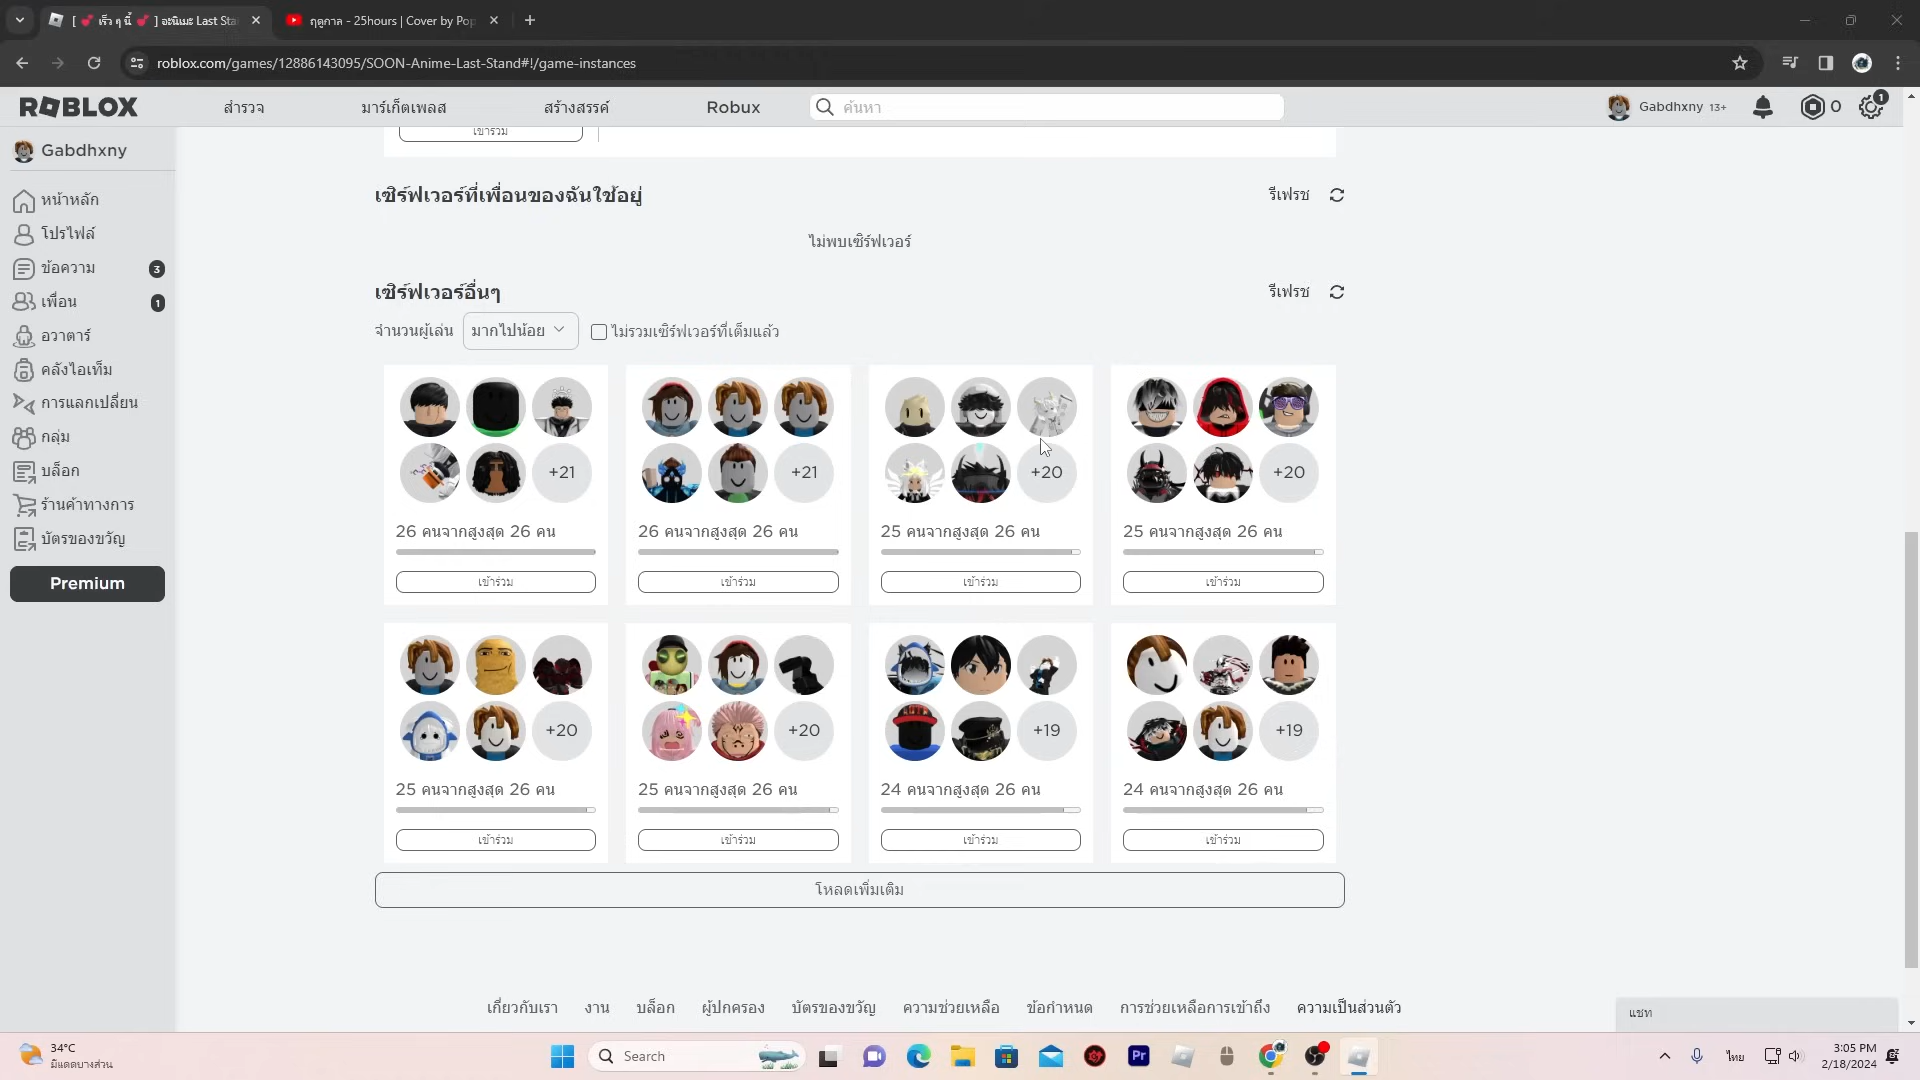 [ 💕 เร็ว ๆ นี้ 💕 ] อะนิเมะ Last Sta
ฤดูกาล - 25hours | Cover by Pop
roblox.com/games/12886143095/SOON-Anime-Last-Stand#!/game-instances
ROBLOX
สำรวจ
มาร์เก็ตเพลส
สร้างสรรค์
Robux
ค้นหา
Gabdhxny 13+
0
1
Gabdhxny
หน้าหลัก
โปรไฟล์
ข้อความ 3
เพื่อน 1
อวาตาร์
คลังไอเท็ม
การแลกเปลี่ยน
กลุ่ม
บล็อก
ร้านค้าทางการ
บัตรของขวัญ
Premium
เข้าร่วม
เซิร์ฟเวอร์ที่เพื่อนของฉันใช้อยู่
รีเฟรช
ไม่พบเซิร์ฟเวอร์
เซิร์ฟเวอร์อื่นๆ
รีเฟรช
จำนวนผู้เล่น มากไปน้อย ไม่รวมเซิร์ฟเวอร์ที่เต็มแล้ว
+21 +21 +20 +20
26 คนจากสูงสุด 26 คน 26 คนจากสูงสุด 26 คน 25 คนจากสูงสุด 26 คน 25 คนจากสูงสุด 26 คน
เข้าร่วม เข้าร่วม เข้าร่วม เข้าร่วม
+20 +20 +19 +19
25 คนจากสูงสุด 26 คน 25 คนจากสูงสุด 26 คน 24 คนจากสูงสุด 26 คน 24 คนจากสูงสุด 26 คน
เข้าร่วม เข้าร่วม เข้าร่วม เข้าร่วม
โหลดเพิ่มเติม
เกี่ยวกับเรา งาน บล็อก ผู้ปกครอง บัตรของขวัญ ความช่วยเหลือ ข้อกำหนด การช่วยเหลือการเข้าถึง ความเป็นส่วนตัว
แชท
34°C
มีแดดบางส่วน
Search
Pr
ไทย
3:05 PM
2/18/2024